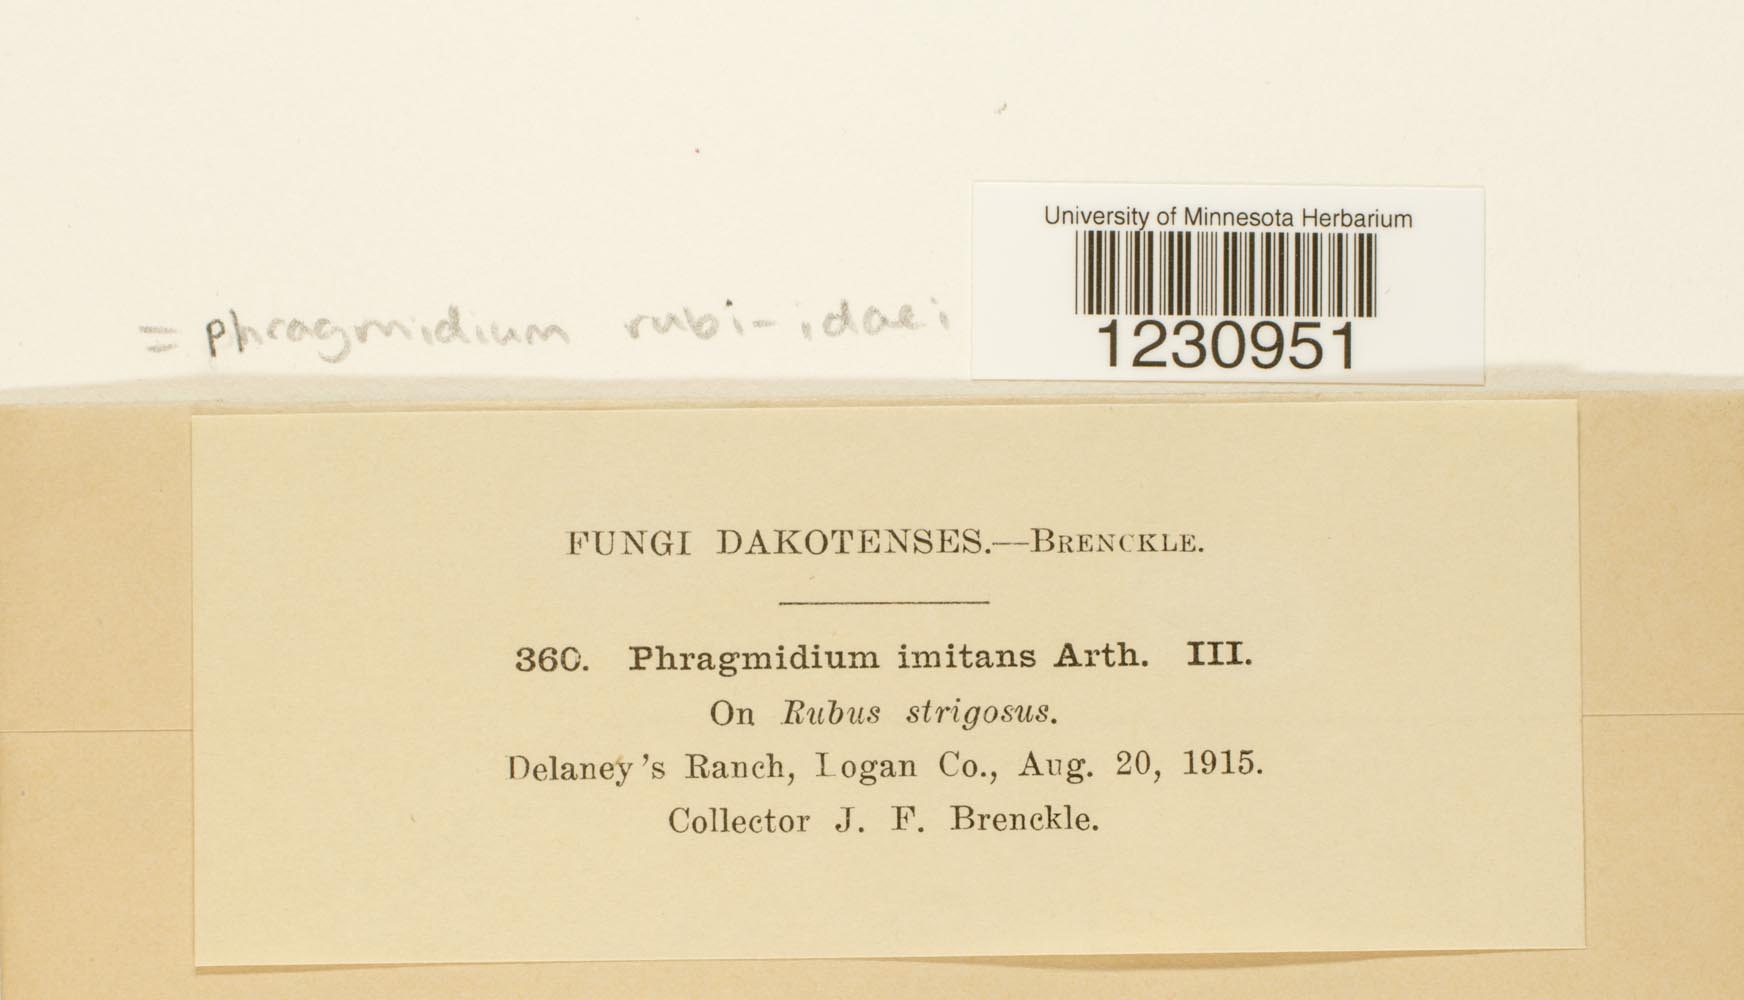 University of Minnesota Herbarium
1230951
= phragmidium rubi-idaei
FUNGI DAKOTENSES.—BRENCKLE.
360. Phragmidium imitans Arth. III.
On Rubus strigosus.
Delaney's Ranch, Logan Co., Aug. 20, 1915.
Collector J. F. Brenckle.